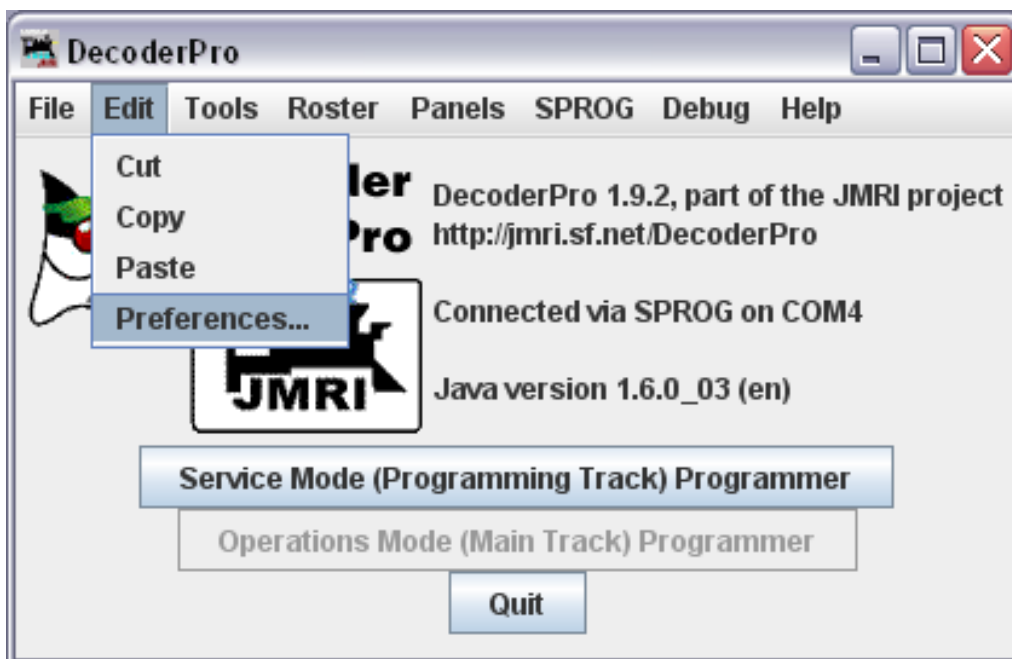 DecoderPro
File Edit Tools Roster Panels SPROG Debug Help
Cut
Copy
Paste
Preferences...
DecoderPro 1.9.2, part of the JMRI project
http://jmri.sf.net/DecoderPro
Connected via SPROG on COM4
Java version 1.6.0_03 (en)
JMRI
Service Mode (Programming Track) Programmer
Operations Mode (Main Track) Programmer
Quit